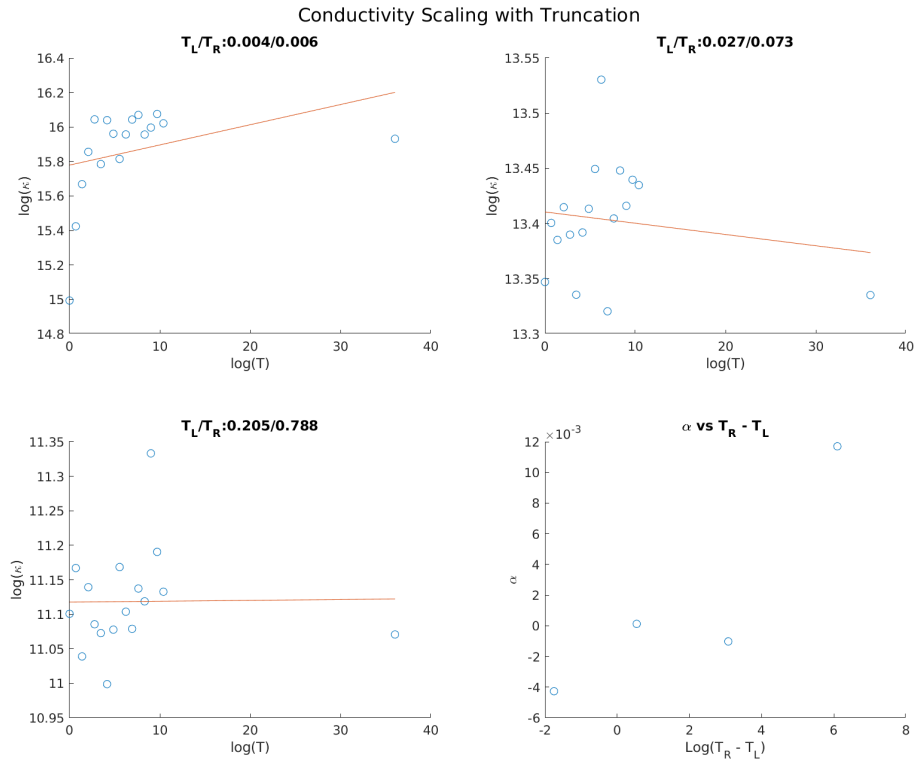 Conductivity Scaling with Truncation
T_L/T_R:0.004/0.006
16.4
16.2
16
15.8
15.6
15.4
15.2
15
14.8
log(κ)
0 10 20 30 40
log(T)
T_L/T_R:0.027/0.073
13.55
13.5
13.45
13.4
13.35
13.3
log(κ)
0 10 20 30 40
log(T)
T_L/T_R:0.205/0.788
11.35
11.3
11.25
11.2
11.15
11.1
11.05
11
10.95
log(κ)
0 10 20 30 40
log(T)
α vs T_R - T_L
×10⁻³
12
10
8
6
4
2
0
-2
-4
-6
α
-2 0 2 4 6 8
Log(T_R - T_L)